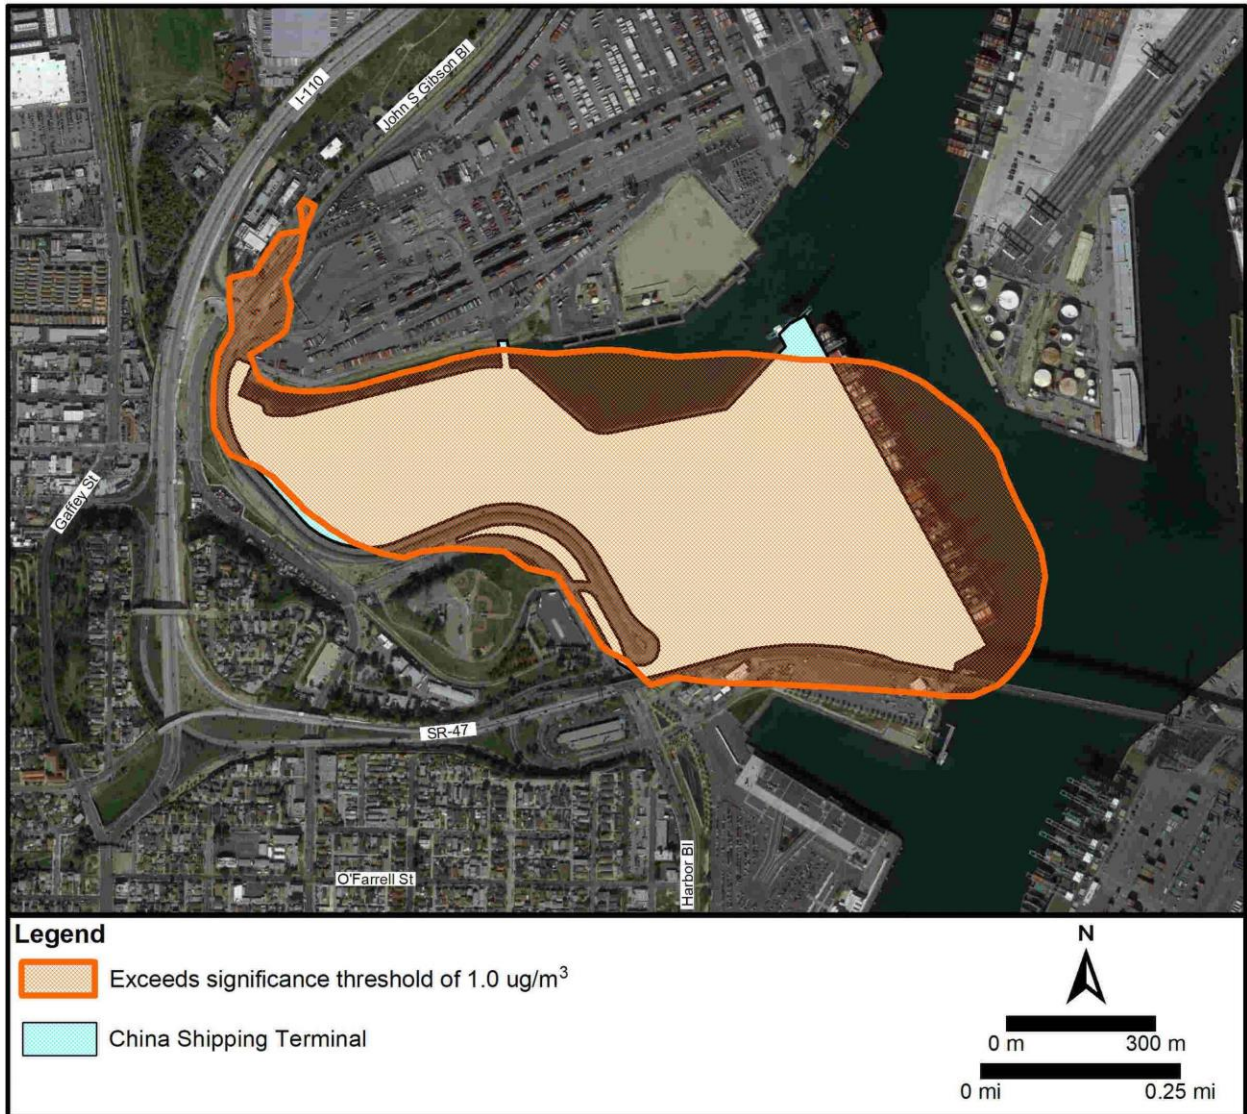 I-110
John S Gibson Bl
Gaffey St
SR-47
O'Farrell St
Harbor Bl
Legend
Exceeds significance threshold of 1.0 ug/m³
China Shipping Terminal
N
0 m 300 m
0 mi 0.25 mi